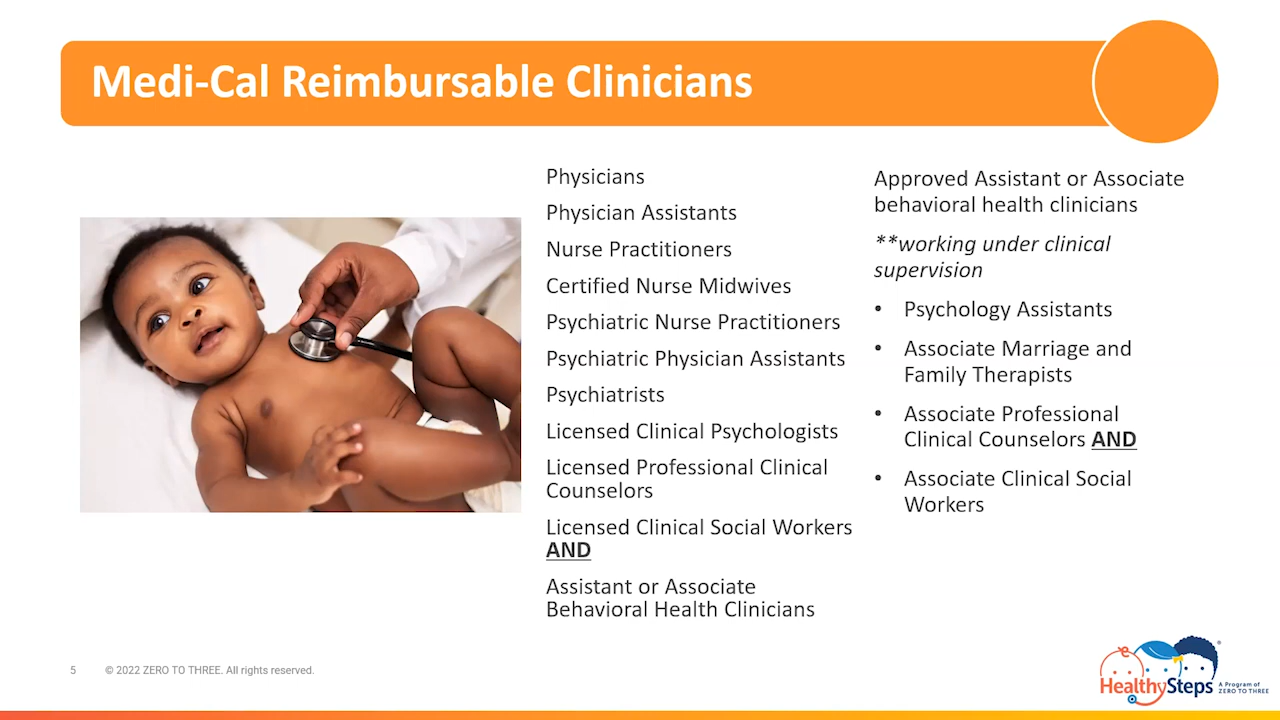 Medi-Cal Reimbursable Clinicians
Physicians
Physician Assistants
Nurse Practitioners
Certified Nurse Midwives
Psychiatric Nurse Practitioners
Psychiatric Physician Assistants
Psychiatrists
Licensed Clinical Psychologists
Licensed Professional Clinical
Counselors
Licensed Clinical Social Workers
AND
Assistant or Associate
Behavioral Health Clinicians
Approved Assistant or Associate
behavioral health clinicians
**working under clinical
supervision
• Psychology Assistants
• Associate Marriage and
Family Therapists
• Associate Professional
Clinical Counselors AND
• Associate Clinical Social
Workers
5 © 2022 ZERO TO THREE. All rights reserved.
HealthySteps ®
A Program of
ZERO TO THREE